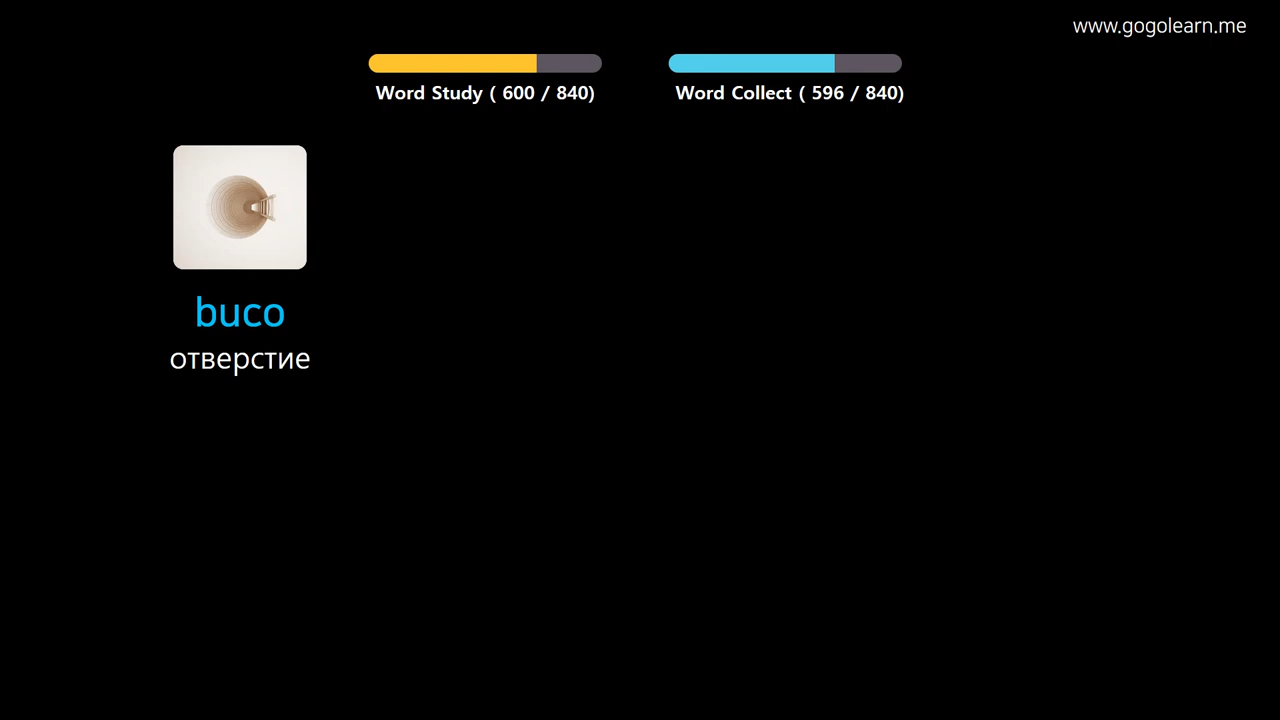 www.gogolearn.me
Word Study ( 600 / 840)
Word Collect ( 596 / 840)
buco
отверстие